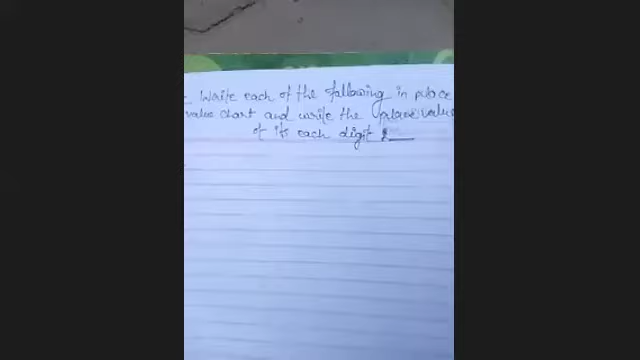 Write each of the following in place
value chart and write the place value
of its each digit :